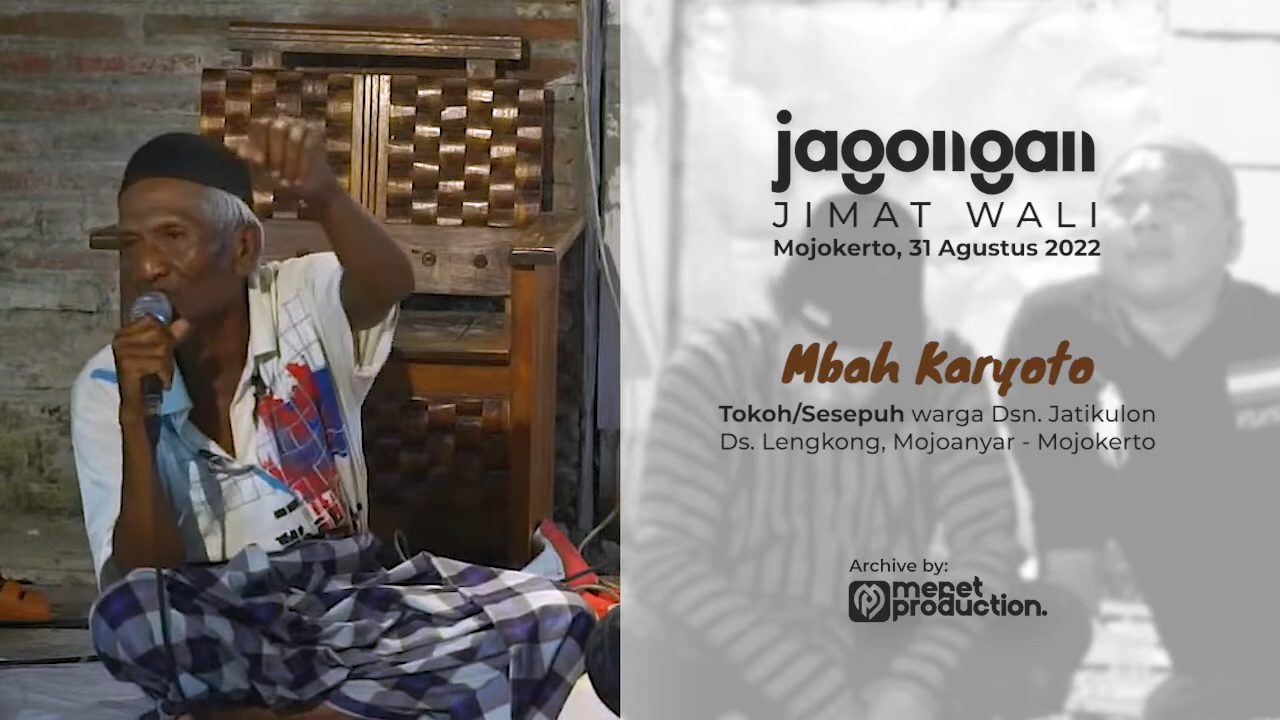 jagongan
JIMAT WALI
Mojokerto, 31 Agustus 2022
Mbah Karyoto
Tokoh/Sesepuh warga Dsn. Jatikulon
Ds. Lengkong, Mojoanyar - Mojokerto
Archive by:
meret
production.